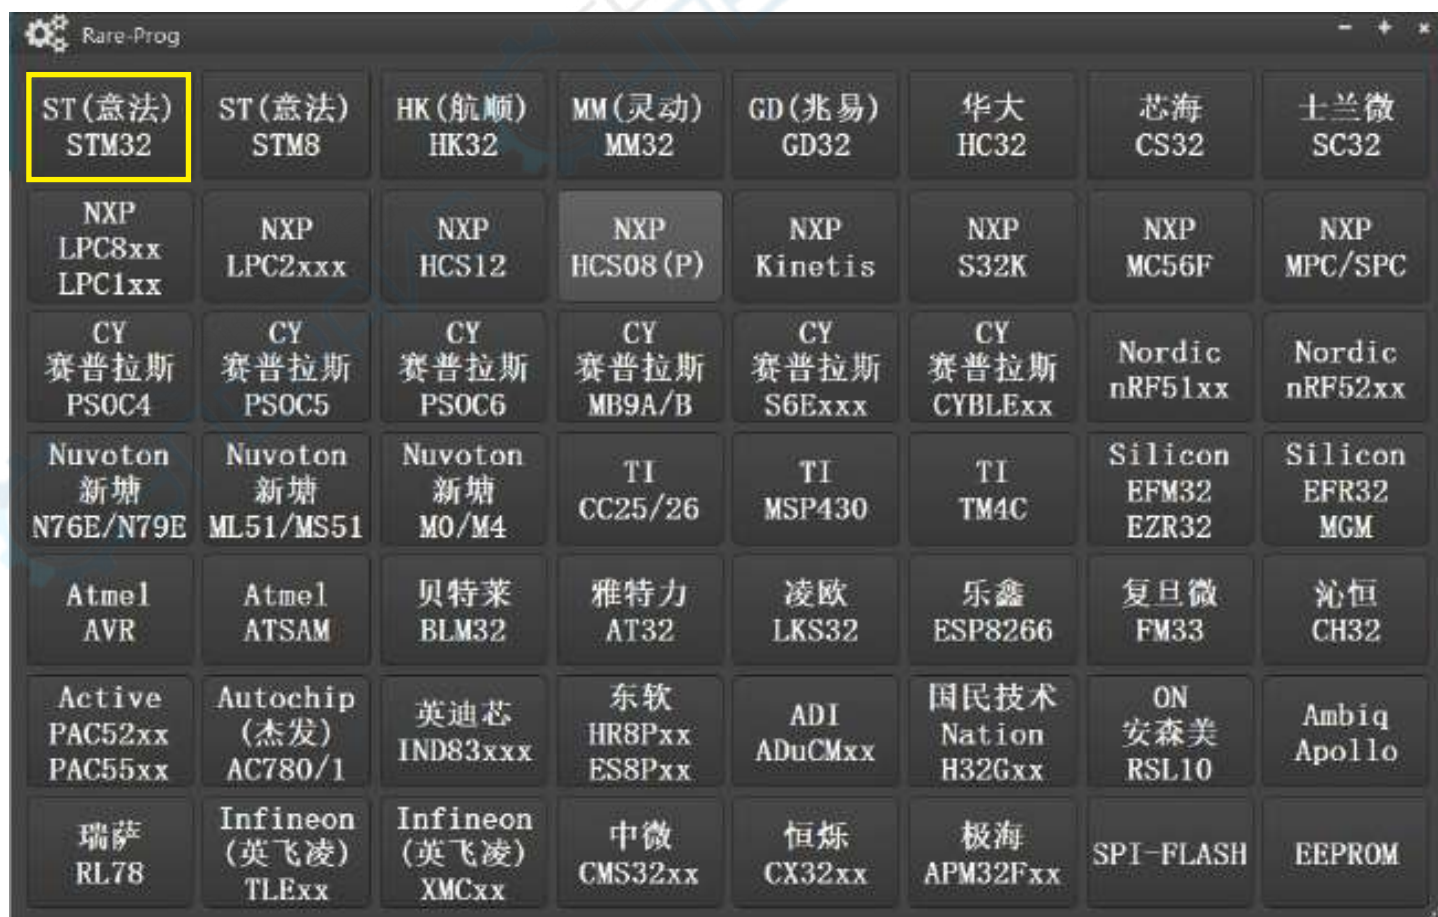 Rare-Prog
ST(意法)
STM32
ST(意法)
STM8
HK(航顺)
HK32
MM(灵动)
MM32
GD(兆易)
GD32
华大
HC32
芯海
CS32
士兰微
SC32
NXP
LPC8xx
LPC1xx
NXP
LPC2xxx
NXP
HCS12
NXP
HCS08(P)
NXP
Kinetis
NXP
S32K
NXP
MC56F
NXP
MPC/SPC
CY
赛普拉斯
PSOC4
CY
赛普拉斯
PSOC5
CY
赛普拉斯
PSOC6
CY
赛普拉斯
MB9A/B
CY
赛普拉斯
S6Exxx
CY
赛普拉斯
CYBLExx
Nordic
nRF51xx
Nordic
nRF52xx
Nuvoton
新塘
N76E/N79E
Nuvoton
新塘
ML51/MS51
Nuvoton
新塘
M0/M4
TI
CC25/26
TI
MSP430
TI
TM4C
Silicon
EFM32
EZR32
Silicon
EFR32
MGM
Atmel
AVR
Atmel
ATSAM
贝特莱
BLM32
雅特力
AT32
凌欧
LKS32
乐鑫
ESP8266
复旦微
FM33
沁恒
CH32
Active
PAC52xx
PAC55xx
Autochip
(杰发)
AC780/1
英迪芯
IND83xxx
东软
HR8Pxx
ES8Pxx
ADI
ADuCMxx
国民技术
Nation
H32Gxx
ON
安森美
RSL10
Ambiq
Apollo
瑞萨
RL78
Infineon
(英飞凌)
TLExx
Infineon
(英飞凌)
XMCxx
中微
CMS32xx
恒烁
CX32xx
极海
APM32Fxx
SPI-FLASH
EEPROM